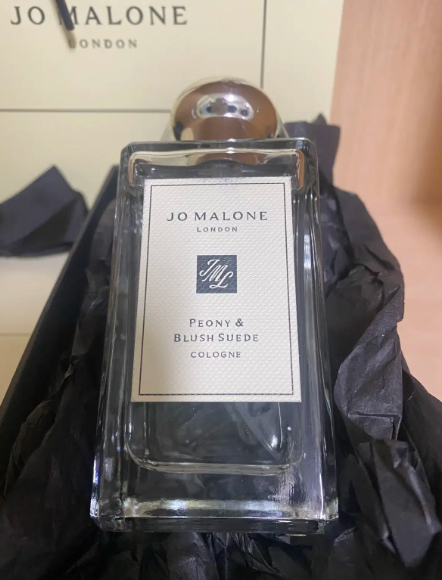 JO MALONE
LONDON
JO MALONE
LONDON
JML
PEONY &
BLUSH SUEDE
COLOGNE